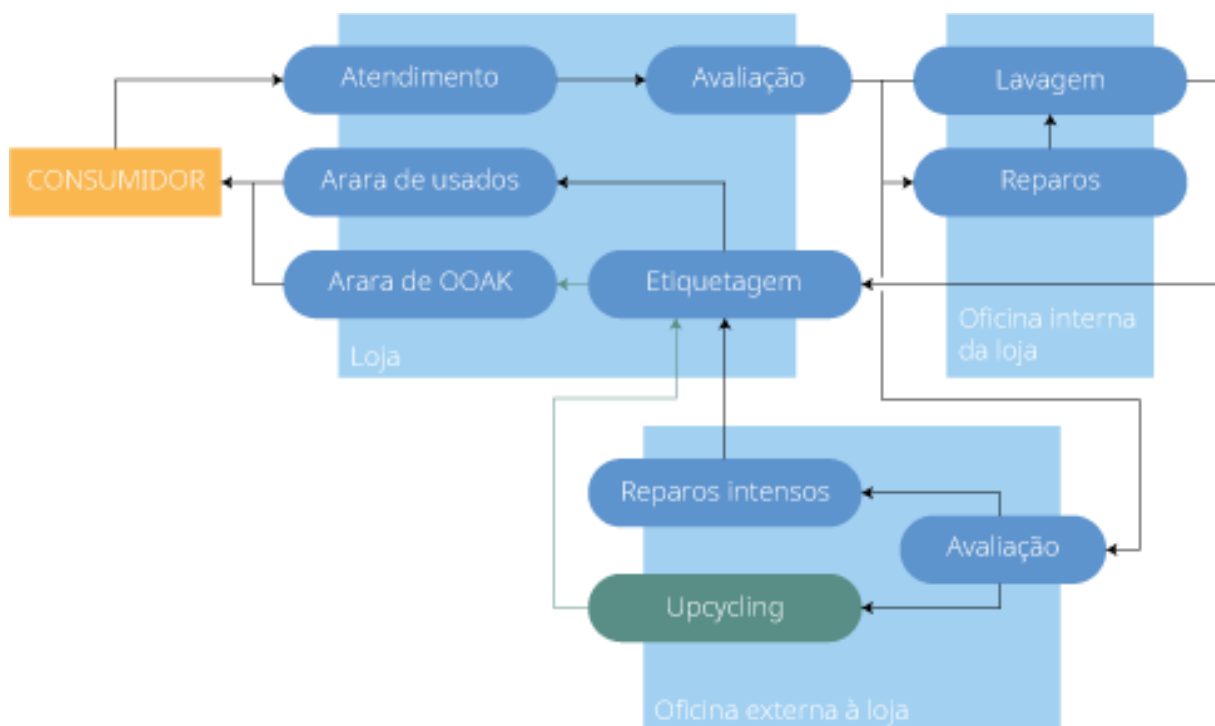 Atendimento
Avaliação
Lavagem
CONSUMIDOR
Arara de usados
Reparos
Arara de OOAK
Etiquetagem
Loja
Oficina interna
da loja
Reparos intensos
Avaliação
Upcycling
Oficina externa à loja